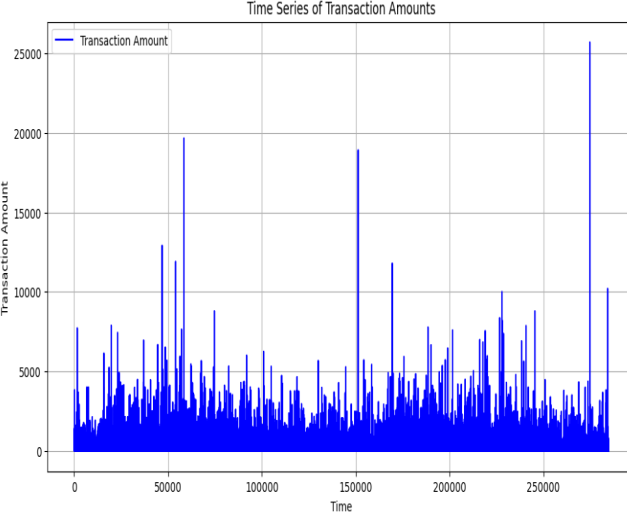 Time Series of Transaction Amounts
Transaction Amount
25000
20000
15000
10000
5000
0
Transaction Amount
0 50000 100000 150000 200000 250000
Time